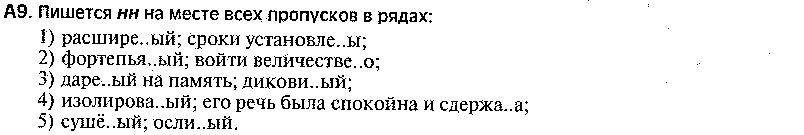 А9. Пишется нн на месте всех пропусков в рядах:
1) расшире..ый; сроки установле..ы;
2) фортепья..ый; войти величестве..о;
3) даре..ый на память; дикови..ый;
4) изолирова..ый; его речь была спокойна и сдержа..а;
5) сушё..ый; осли..ый.